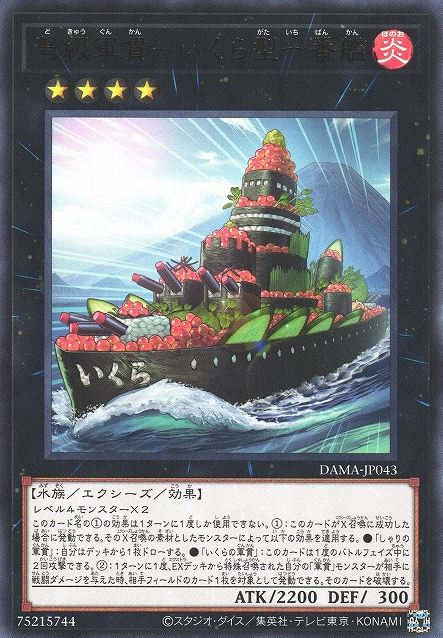 弩級軍貫－いくら型一番艦
炎
いくら
DAMA-JP043
【水族／エクシーズ／効果】
レベル4モンスター×2
このカード名の①の効果は1ターンに1度しか使用できない。①：このカードがX召喚に成功した
場合に発動できる。そのX召喚の素材としたモンスターによって以下の効果を適用する。●「しゃりの
軍貫」：自分はデッキから1枚ドローする。●「いくらの軍貫」：このカードは1度のバトルフェイズ中に
2回攻撃できる。②：1ターンに1度、EXデッキから特殊召喚された自分の「軍貫」モンスターが相手に
戦闘ダメージを与えた時、相手フィールドのカード1枚を対象として発動できる。そのカードを破壊する。
ATK/2200 DEF/ 300
75215744
©スタジオ・ダイス／集英社・テレビ東京・KONAMI